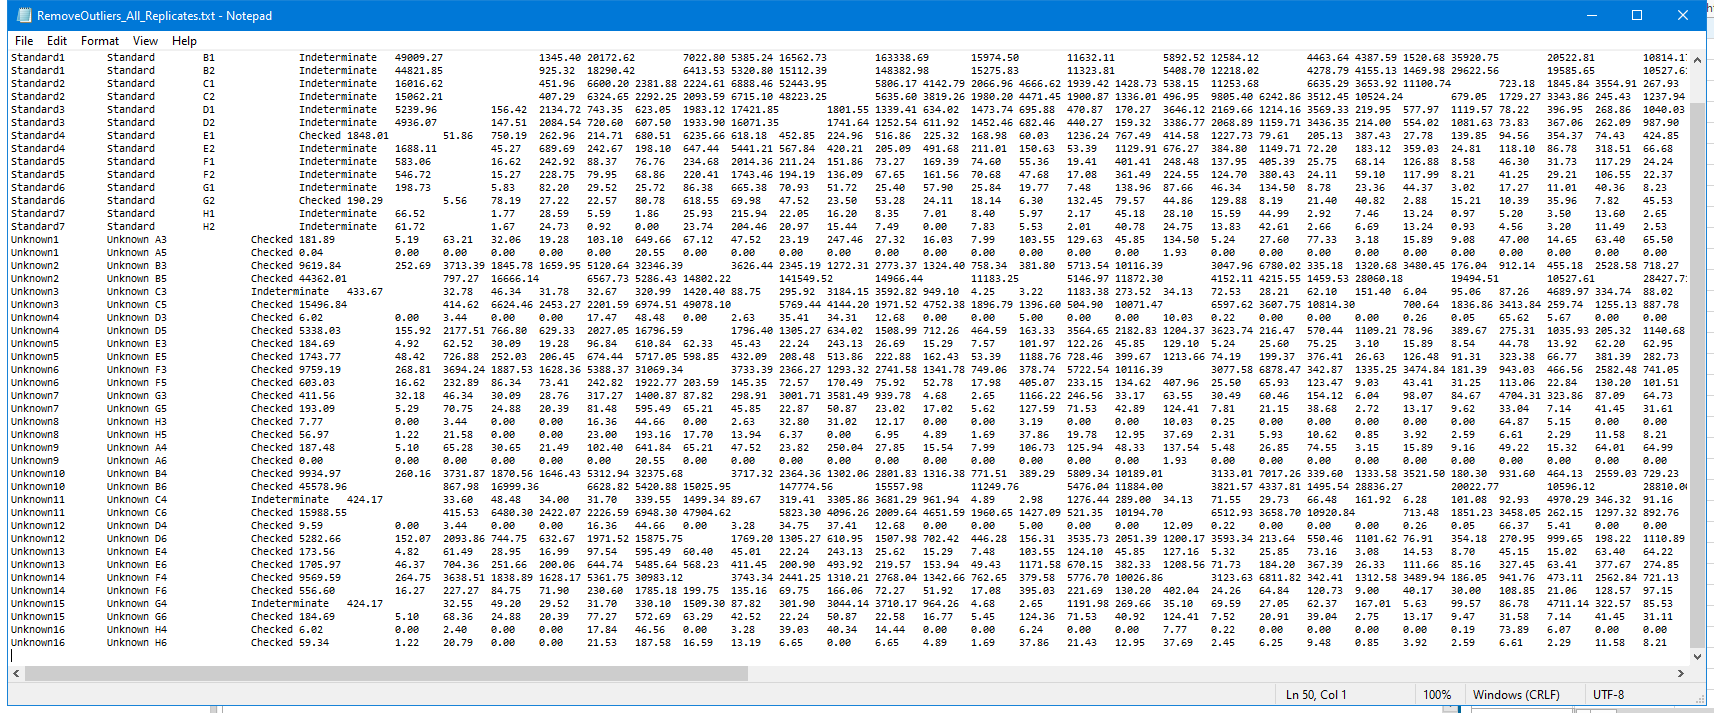 RemoveOutliers_All_Replicates.txt - Notepad
File Edit Format View Help
Standard1 Standard B1 Indeterminate 49009.27 1345.40 20172.62 7022.80 5385.24 16562.73 163338.69 15974.50 11632.11 5892.52 12584.12 4463.64 4387.59 1520.68 35920.75 20522.81 10814.1
Standard1 Standard B2 Indeterminate 44821.85 925.32 18290.42 6413.53 5320.80 15112.39 148382.98 15275.83 11323.81 5408.70 12218.02 4278.79 4155.13 1469.98 29622.56 19585.65 10527.6
Standard2 Standard C1 Indeterminate 16016.62 451.96 6600.20 2381.88 2224.61 6888.46 52443.95 5806.17 4142.79 2066.96 4666.62 1939.42 1428.73 538.15 11253.68 6635.29 3653.92 11100.74 723.18 1845.84 3554.91 267.93
Standard2 Standard C2 Indeterminate 15062.21 407.29 6324.65 2292.25 2093.59 6715.10 48223.25 5635.60 3819.26 1980.20 4471.45 1900.87 1336.01 496.95 9805.40 6242.86 3512.45 10524.24 679.05 1729.27 3343.86 245.43 1237.94
Standard3 Standard D1 Indeterminate 5239.96 156.42 2134.72 743.35 623.05 1983.12 17421.85 1801.55 1339.41 634.02 1473.74 695.88 470.87 170.27 3646.12 2169.66 1214.16 3569.33 219.95 577.97 1119.57 78.22 396.95 268.86 1040.03
Standard3 Standard D2 Indeterminate 4936.07 147.51 2084.54 720.60 607.50 1933.90 16071.35 1741.64 1252.54 611.92 1452.46 682.46 440.27 159.32 3386.77 2068.89 1159.71 3436.35 214.00 554.02 1081.63 73.83 367.06 262.09 987.90
Standard4 Standard E1 Checked 1848.01 51.86 750.19 262.96 214.71 680.51 6235.66 618.18 452.85 224.96 516.86 225.32 168.98 60.03 1236.24 767.49 414.58 1227.73 79.61 205.13 387.43 27.78 139.85 94.56 354.37 74.43 424.85
Standard4 Standard E2 Indeterminate 1688.11 45.27 689.69 242.67 198.10 647.44 5441.21 567.84 420.21 205.09 491.68 211.01 150.63 53.39 1129.91 676.27 384.80 1149.71 72.20 183.12 359.03 24.81 118.10 86.78 318.51 66.68
Standard5 Standard F1 Indeterminate 583.06 16.62 242.92 88.37 76.76 234.68 2014.36 211.24 151.86 73.27 169.39 74.60 55.36 19.41 401.41 248.48 137.95 405.39 25.75 68.14 126.88 8.58 46.30 31.73 117.29 24.24
Standard5 Standard F2 Indeterminate 546.72 15.27 228.75 79.95 68.86 220.41 1743.46 194.19 136.09 67.65 161.56 70.68 47.68 17.08 361.49 224.55 124.70 380.43 24.11 59.10 117.99 8.21 41.25 29.21 106.55 22.37
Standard6 Standard G1 Indeterminate 198.73 5.83 82.20 29.52 25.72 86.38 665.38 70.93 51.72 25.40 57.90 25.84 19.77 7.48 138.96 87.66 46.34 134.50 8.78 23.36 44.37 3.02 17.27 11.01 40.36 8.23
Standard6 Standard G2 Checked 190.29 5.56 78.19 27.22 22.57 80.78 618.55 69.98 47.52 23.50 53.28 24.11 18.14 6.30 132.45 79.57 44.86 129.88 8.19 21.40 40.82 2.88 15.21 10.39 35.96 7.82 45.53
Standard7 Standard H1 Indeterminate 66.52 1.77 28.59 5.59 1.86 25.93 215.94 22.05 16.20 8.35 7.01 8.40 5.97 2.17 45.18 28.10 15.59 44.99 2.92 7.46 13.24 0.97 5.20 3.50 13.60 2.65
Standard7 Standard H2 Indeterminate 61.72 1.67 24.73 0.92 0.00 23.74 204.46 20.97 15.44 7.49 0.00 7.83 5.53 2.01 40.78 24.75 13.83 42.61 2.66 6.69 13.24 0.93 4.56 3.20 11.49 2.53
Unknown1 Unknown A3 Checked 181.89 5.19 63.21 32.06 19.28 103.10 649.66 67.12 47.52 23.19 247.46 27.32 16.03 7.99 103.55 129.63 45.85 134.50 5.24 27.60 77.33 3.18 15.89 9.08 47.00 14.65 63.40 65.50
Unknown1 Unknown A5 Checked 0.04 0.00 0.00 0.00 0.00 20.55 0.00 0.00 0.00 0.00 0.00 0.00 0.00 0.00 0.00 0.00 0.00 1.93 0.00 0.00 0.00 0.00 0.00 0.00 0.00 0.00 0.00 0.00
Unknown2 Unknown B3 Checked 9619.84 252.69 3713.39 1845.78 1659.95 5120.64 32346.39 3626.44 2345.19 1272.31 2773.37 1324.40 758.34 381.80 5713.54 10116.39 3047.96 6780.02 335.18 1320.68 3480.45 176.04 912.14 455.18 2528.58 718.27
Unknown2 Unknown B5 Checked 44362.01 797.27 16666.14 6567.73 5286.43 14802.22 141549.52 14966.44 11183.25 5146.97 11872.30 4152.11 4215.55 1459.53 28060.18 19494.51 10527.61 28427.7
Unknown3 Unknown C3 Indeterminate 433.67 32.78 46.34 31.78 32.67 320.99 1420.40 88.75 295.92 3184.15 3592.82 949.10 4.25 3.22 1183.38 273.52 34.13 72.53 28.21 62.10 151.40 6.04 95.06 87.26 4689.97 334.74 88.02
Unknown3 Unknown C5 Checked 15496.84 414.62 6624.46 2453.27 2201.59 6974.51 49078.10 5769.44 4144.20 1971.52 4752.38 1896.79 1396.60 504.90 10071.47 6597.62 3607.75 10814.30 700.64 1836.86 3413.84 259.74 1255.13 887.78
Unknown4 Unknown D3 Checked 6.02 0.00 3.44 0.00 0.00 17.47 48.48 0.00 2.63 35.41 34.31 12.68 0.00 0.00 5.00 0.00 0.00 10.03 0.22 0.00 0.00 0.00 0.26 0.05 65.62 5.67 0.00 0.00
Unknown4 Unknown D5 Checked 5338.03 155.92 2177.51 766.80 629.33 2027.05 16796.59 1796.40 1305.27 634.02 1508.99 712.26 464.59 163.33 3564.65 2182.83 1204.37 3623.74 216.47 570.44 1109.21 78.96 389.67 275.31 1035.93 205.32 1140.68
Unknown5 Unknown E3 Checked 184.69 4.92 62.52 30.09 19.28 96.84 610.84 62.33 45.43 22.24 243.13 26.69 15.29 7.57 101.97 122.26 45.85 129.10 5.24 25.60 75.25 3.10 15.89 8.54 44.78 13.92 62.20 62.95
Unknown5 Unknown E5 Checked 1743.77 48.42 726.88 252.03 206.45 674.44 5717.05 598.85 432.09 208.48 513.86 222.88 162.43 53.39 1188.76 728.46 399.67 1213.66 74.19 199.37 376.41 26.63 126.48 91.31 323.38 66.77 381.39 282.73
Unknown6 Unknown F3 Checked 9759.19 268.81 3694.24 1887.53 1628.36 5388.37 31069.34 3733.39 2366.27 1293.32 2741.58 1341.78 749.06 378.74 5722.54 10116.39 3077.58 6878.47 342.87 1335.25 3474.84 181.39 943.03 466.56 2582.48 741.05
Unknown6 Unknown F5 Checked 603.03 16.62 232.89 86.34 73.41 242.82 1922.77 203.59 145.35 72.57 170.49 75.92 52.78 17.98 405.07 233.15 134.62 407.96 25.50 65.93 123.47 9.03 43.41 31.25 113.06 22.84 130.20 101.51
Unknown7 Unknown G3 Checked 411.56 32.18 46.34 30.09 28.76 317.27 1400.87 87.82 298.91 3001.71 3581.49 939.78 4.68 2.65 1166.22 246.56 33.17 63.55 30.49 60.46 154.12 6.04 98.07 84.67 4704.31 323.86 87.09 64.73
Unknown7 Unknown G5 Checked 193.09 5.29 70.75 24.88 20.39 81.48 595.49 65.21 45.85 22.87 50.87 23.02 17.02 5.62 127.59 71.53 42.89 124.41 7.81 21.15 38.68 2.72 13.17 9.62 33.04 7.14 41.45 31.61
Unknown8 Unknown H3 Checked 7.77 0.00 3.44 0.00 0.00 16.36 44.66 0.00 2.63 32.80 31.02 12.17 0.00 0.00 3.19 0.00 0.00 10.03 0.25 0.00 0.00 0.00 0.00 0.00 64.87 5.15 0.00 0.00
Unknown8 Unknown H5 Checked 56.97 1.22 21.58 0.00 0.00 23.00 193.16 17.70 13.94 6.37 0.00 6.95 4.89 1.69 37.86 19.78 12.95 37.69 2.31 5.93 10.62 0.85 3.92 2.59 6.61 2.29 11.58 8.21
Unknown9 Unknown A4 Checked 187.48 5.10 65.28 30.65 21.49 102.40 641.84 65.21 47.52 23.82 250.04 27.85 15.54 7.99 106.73 125.94 48.33 137.54 5.48 26.85 74.55 3.15 15.89 9.16 49.22 15.32 64.01 64.99
Unknown9 Unknown A6 Checked 0.00 0.00 0.00 0.00 0.00 20.55 0.00 0.00 0.00 0.00 0.00 0.00 0.00 0.00 0.00 0.00 0.00 1.93 0.00 0.00 0.00 0.00 0.00 0.00 0.00 0.00 0.00 0.00
Unknown10 Unknown B4 Checked 9934.97 260.16 3731.87 1870.56 1646.43 5312.94 32375.68 3717.32 2364.36 1302.06 2801.83 1316.38 771.51 389.29 5809.34 10189.01 3133.01 7017.26 339.60 1333.58 3521.50 180.30 931.60 464.13 2559.03 729.23
Unknown10 Unknown B6 Checked 45578.96 867.98 16999.36 6628.82 5420.88 15025.95 147774.56 15557.98 11249.76 5476.04 11884.00 3821.57 4337.81 1495.54 28836.27 20022.77 10596.12 28810.0
Unknown11 Unknown C4 Indeterminate 424.17 33.60 48.48 34.00 31.70 339.55 1499.34 89.67 319.41 3305.86 3681.29 961.94 4.89 2.98 1276.44 289.00 34.13 71.55 29.73 66.48 161.92 6.28 101.08 92.93 4970.29 346.32 91.16
Unknown11 Unknown C6 Checked 15988.55 415.53 6480.30 2422.07 2226.59 6948.30 47904.62 5823.30 4096.26 2009.64 4651.59 1960.65 1427.09 521.35 10194.70 6512.93 3658.70 10920.84 713.48 1851.23 3458.05 262.15 1297.32 892.76
Unknown12 Unknown D4 Checked 9.59 0.00 3.44 0.00 0.00 16.36 44.66 0.00 3.28 34.75 37.41 12.68 0.00 0.00 5.00 0.00 0.00 12.09 0.22 0.00 0.00 0.00 0.26 0.05 66.37 5.41 0.00 0.00
Unknown12 Unknown D6 Checked 5282.66 152.07 2093.86 744.75 632.67 1971.52 15875.75 1769.20 1305.27 610.95 1507.98 702.42 446.28 156.31 3535.73 2051.39 1200.17 3593.34 213.64 550.46 1101.62 76.91 354.18 270.95 999.65 198.22 1110.89
Unknown13 Unknown E4 Checked 173.56 4.82 61.49 28.95 16.99 97.54 595.49 60.40 45.01 22.24 243.13 25.62 15.29 7.48 103.55 124.10 45.85 127.16 5.32 25.85 73.16 3.08 14.53 8.70 45.15 15.02 63.40 64.22
Unknown13 Unknown E6 Checked 1705.97 46.37 704.36 251.66 200.06 644.74 5485.64 568.23 411.45 200.90 493.92 219.57 153.94 49.43 1171.58 670.15 382.33 1208.56 71.73 184.20 367.39 26.33 111.66 85.16 327.45 63.41 377.67 274.85
Unknown14 Unknown F4 Checked 9569.59 264.75 3638.51 1838.89 1628.17 5361.75 30983.12 3743.34 2441.25 1310.21 2768.04 1342.66 762.65 379.58 5776.70 10026.86 3123.63 6811.82 342.41 1312.58 3489.94 186.05 941.76 473.11 2562.84 721.13
Unknown14 Unknown F6 Checked 556.60 16.27 227.27 84.75 71.90 230.60 1785.18 199.75 135.16 69.75 166.06 72.27 51.92 17.08 395.03 221.69 130.20 402.04 24.26 64.84 120.73 9.00 40.17 30.00 108.85 21.06 128.57 97.15
Unknown15 Unknown G4 Indeterminate 424.17 32.55 49.20 29.52 31.70 330.10 1509.30 87.82 301.90 3044.14 3710.17 964.26 4.68 2.65 1191.98 269.66 35.10 69.59 27.05 62.37 167.01 5.63 99.57 86.78 4711.14 322.57 85.53
Unknown15 Unknown G6 Checked 184.69 5.10 68.36 24.88 20.39 77.27 572.69 63.29 42.52 22.24 50.87 22.58 16.77 5.45 124.36 71.53 40.92 124.41 7.52 20.91 39.04 2.75 13.17 9.47 31.58 7.14 41.45 31.11
Unknown16 Unknown H4 Checked 6.02 0.00 2.40 0.00 0.00 17.84 46.56 0.00 3.28 39.03 40.34 14.44 0.00 0.00 6.24 0.00 0.00 7.77 0.22 0.00 0.00 0.00 0.00 0.19 73.89 6.07 0.00 0.00
Unknown16 Unknown H6 Checked 59.34 1.22 20.79 0.00 0.00 21.53 187.58 16.59 13.19 6.65 0.00 6.65 4.89 1.69 37.86 21.43 12.95 37.69 2.45 6.25 9.48 0.85 3.92 2.59 6.61 2.29 11.58 8.21
Ln 50, Col 1 100% Windows (CRLF) UTF-8